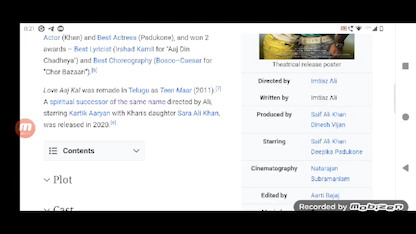 8:21
Actor (Khan) and Best Actress (Padukone), and won 2
awards – Best Lyricist (Irshad Kamil for "Aaj Din
Chadheya") and Best Choreography (Bosco–Caesar for
"Chor Bazaari").[6]
Love Aaj Kal was remade in Telugu as Teen Maar (2011).[7]
A spiritual successor of the same name directed by Ali,
starring Kartik Aaryan with Khan's daughter Sara Ali Khan,
was released in 2020.[8]
Contents
Plot
Cast
Theatrical release poster
Directed by Imtiaz Ali
Written by Imtiaz Ali
Produced by Saif Ali Khan
Dinesh Vijan
Starring Saif Ali Khan
Deepika Padukone
Cinematography Natarajan
Subramaniam
Edited by Aarti Bajaj
Recorded by Mobizen